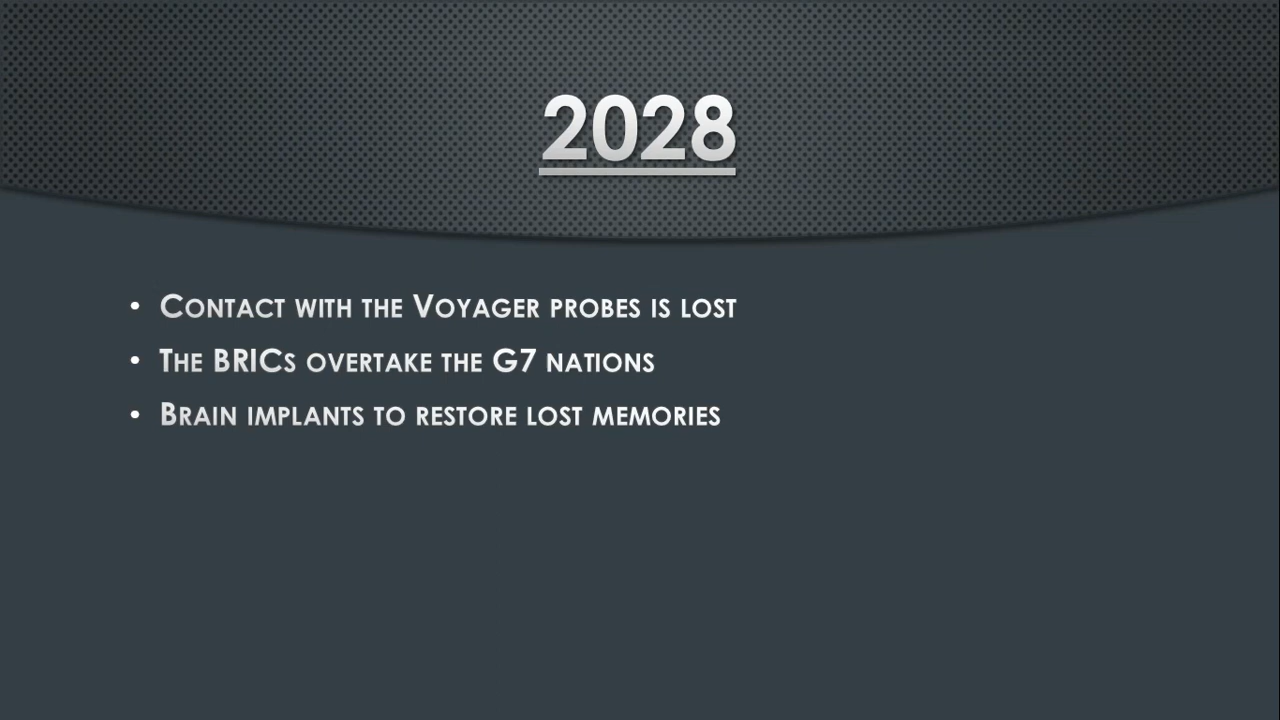 2028
• Contact with the Voyager probes is lost
• The BRICs overtake the G7 nations
• Brain implants to restore lost memories